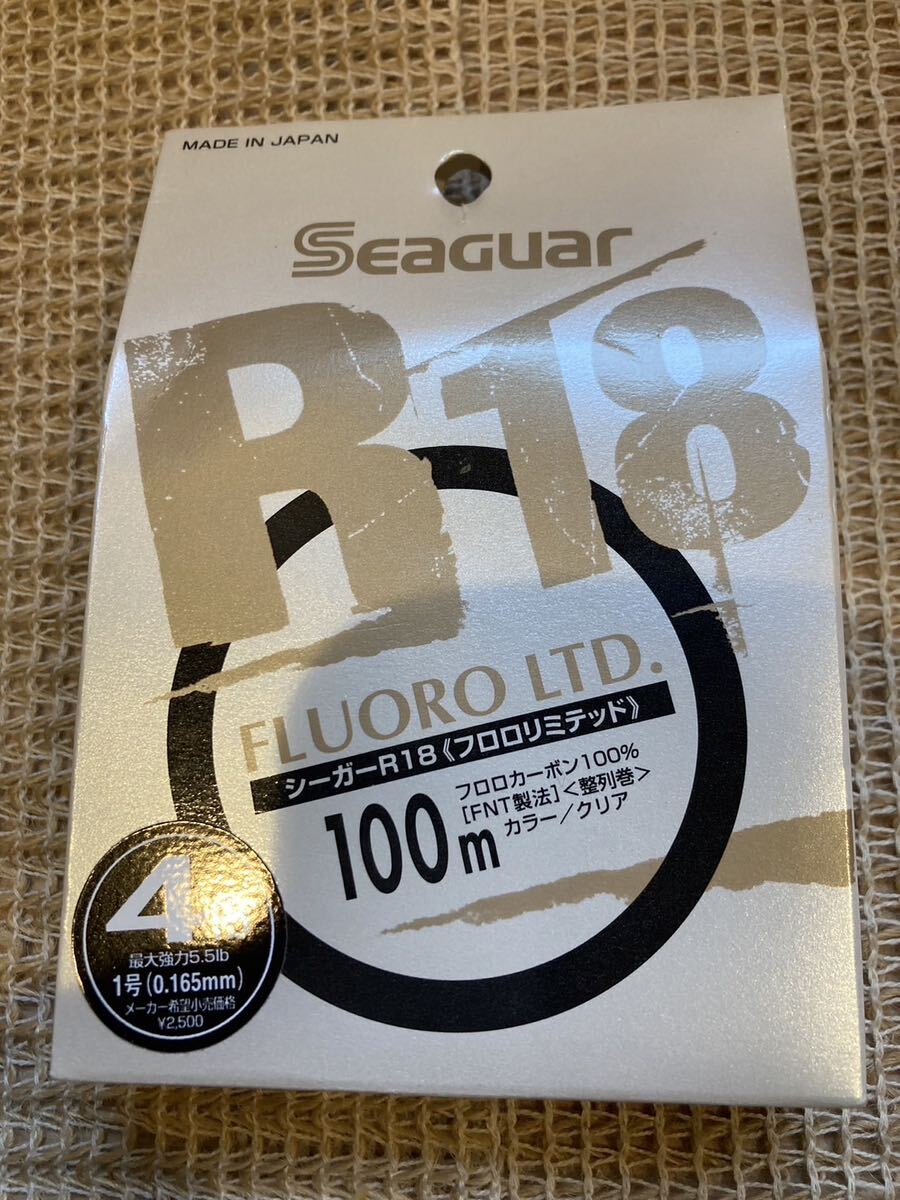 MADE IN JAPAN
SEAGUAR
R18
FLUORO LTD.
シーガーR18《フロロリミテッド》
100m
フロロカーボン100%
[FNT製法]<整列巻>
カラー/クリア
4
最大強力5.5lb
1号(0.165mm)
メーカー希望小売価格
¥2,500